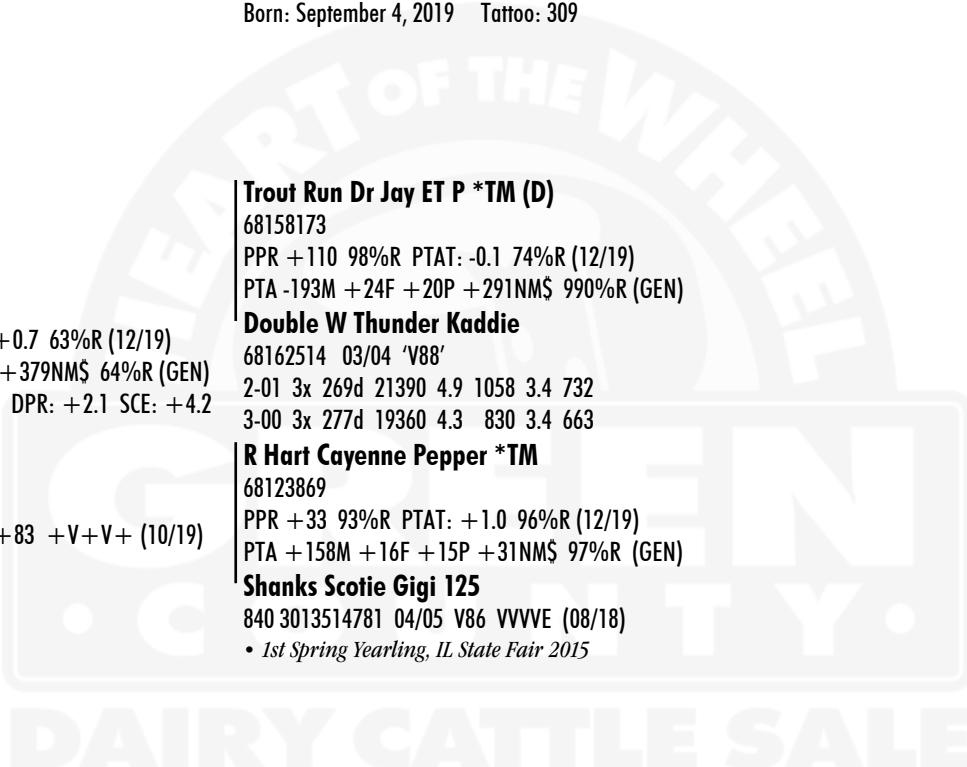 Born: September 4, 2019 Tattoo: 309
HEART OF THE WHEEL
Trout Run Dr Jay ET P *TM (D)
68158173
PPR +110 98%R PTAT: -0.1 74%R (12/19)
PTA -193M +24F +20P +291NM$ 990%R (GEN)
Double W Thunder Kaddie
+0.7 63%R (12/19)
68162514 03/04 'V88'
+379NM$ 64%R (GEN)
2-01 3x 269d 21390 4.9 1058 3.4 732
DPR: +2.1 SCE: +4.2
3-00 3x 277d 19360 4.3 830 3.4 663
R Hart Cayenne Pepper *TM
68123869
PPR +33 93%R PTAT: +1.0 96%R (12/19)
+83 +V+V+ (10/19)
PTA +158M +16F +15P +31NM$ 97%R (GEN)
Shanks Scotie Gigi 125
840 3013514781 04/05 V86 VVVVE (08/18)
• 1st Spring Yearling, IL State Fair 2015
GREEN
• COUNTY •
DAIRY CATTLE SALE